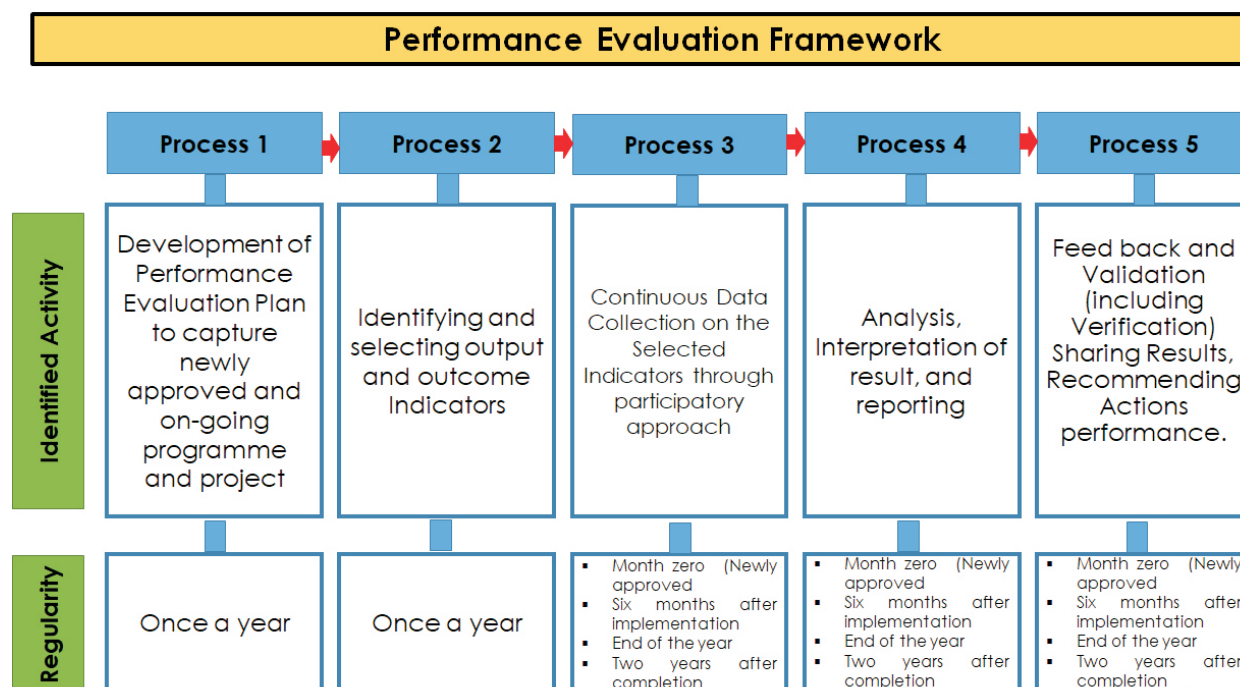 Performance Evaluation Framework
Process 1
Process 2
Process 3
Process 4
Process 5
Identified Activity
Development of
Performance
Evaluation Plan
to capture
newly
approved and
on-going
programme
and project
Identifying and
selecting output
and outcome
Indicators
Continuous Data
Collection on the
Selected
Indicators through
participatory
approach
Analysis,
Interpretation of
result, and
reporting
Feed back and
Validation
(including
Verification)
Sharing Results,
Recommending
Actions
performance.
Regularity
Once a year
Once a year
▪ Month zero (Newly
approved
▪ Six months after
implementation
▪ End of the year
▪ Two years after
completion
▪ Month zero (Newly
approved
▪ Six months after
implementation
▪ End of the year
▪ Two years after
completion
▪ Month zero (Newly
approved
▪ Six months after
implementation
▪ End of the year
▪ Two years after
completion